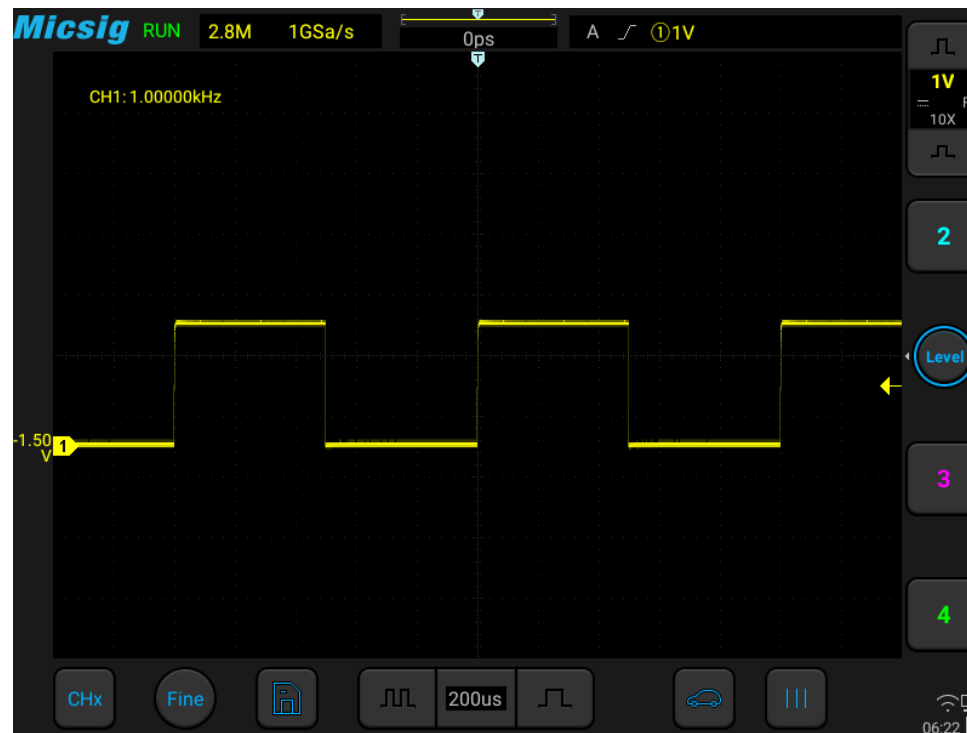 Micsig RUN 2.8M 1GSa/s 0ps A ①1V
T
T
CH1:1.00000kHz
1V
10X
2
Level
-1.50
V
1
3
4
CHx Fine 200us
06:22